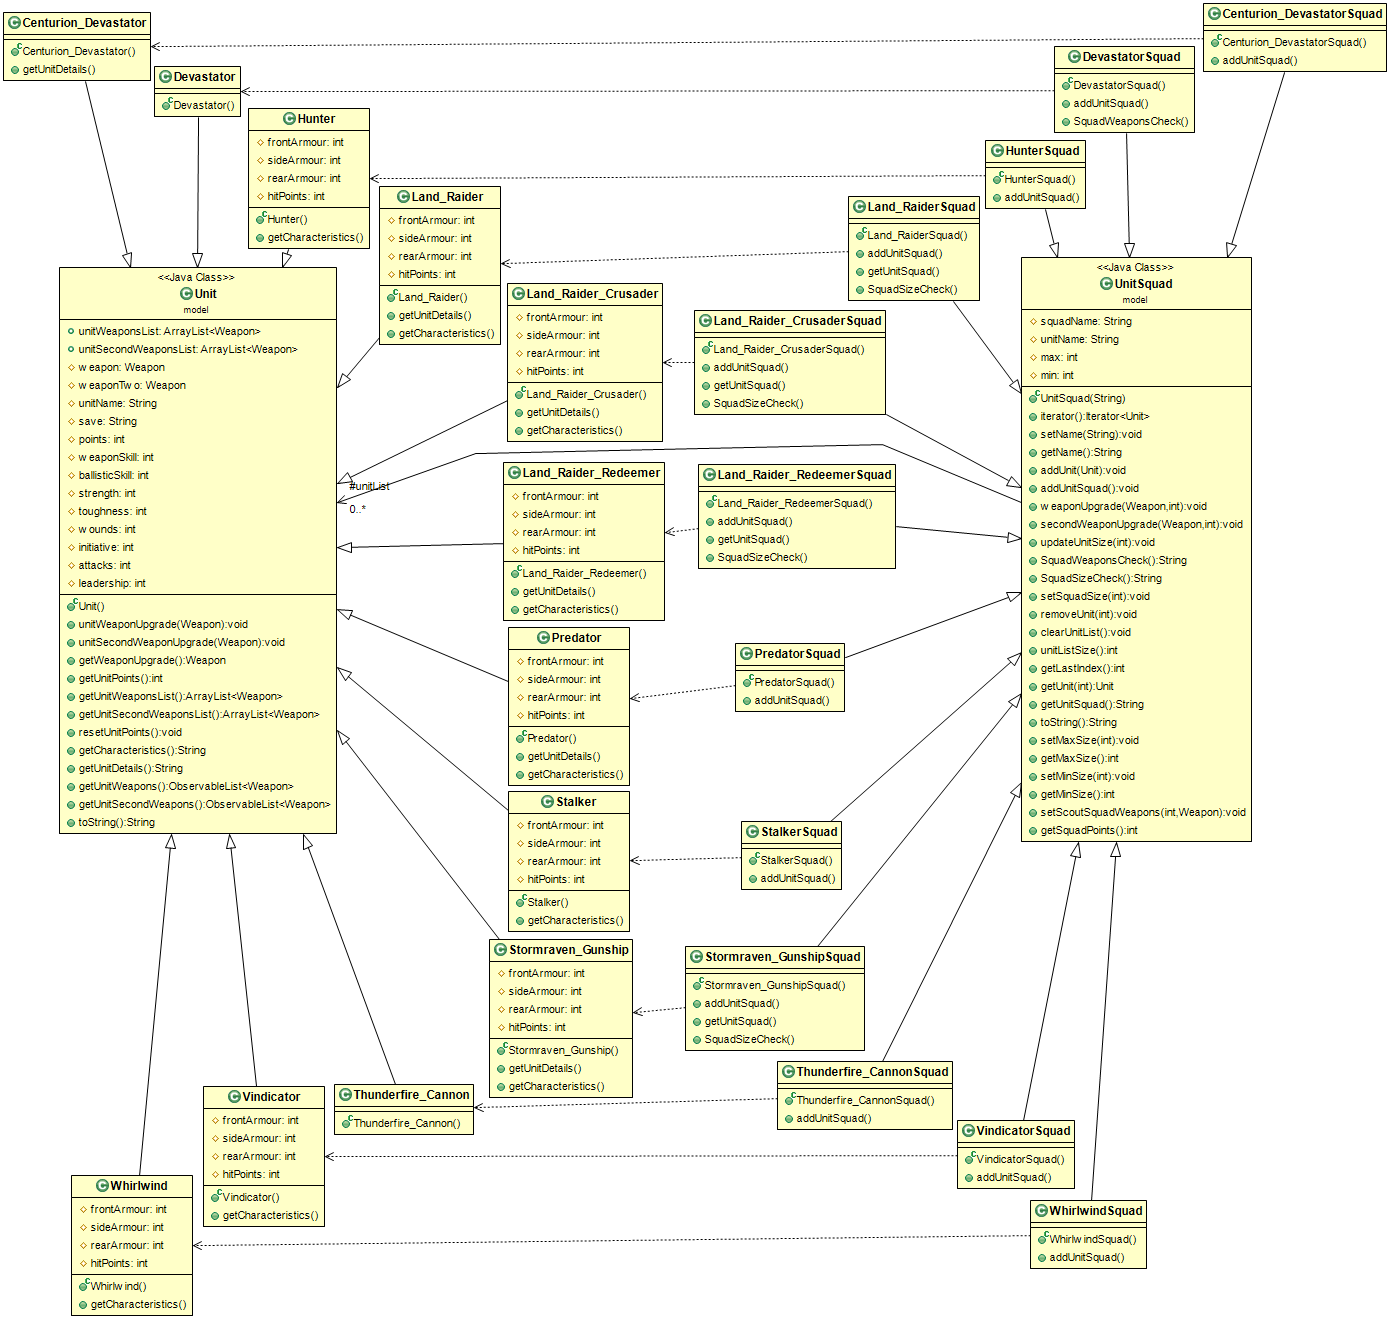 Centurion_Devastator
Centurion_Devastator()
getUnitDetails()
Devastator
Devastator()
Hunter
frontArmour: int
sideArmour: int
rearArmour: int
hitPoints: int
Hunter()
getCharacteristics()
Land_Raider
frontArmour: int
sideArmour: int
rearArmour: int
hitPoints: int
Land_Raider()
getUnitDetails()
getCharacteristics()
Land_Raider_Crusader
frontArmour: int
sideArmour: int
rearArmour: int
hitPoints: int
Land_Raider_Crusader()
getUnitDetails()
getCharacteristics()
Land_Raider_Redeemer
frontArmour: int
sideArmour: int
rearArmour: int
hitPoints: int
Land_Raider_Redeemer()
getUnitDetails()
getCharacteristics()
Predator
frontArmour: int
sideArmour: int
rearArmour: int
hitPoints: int
Predator()
getUnitDetails()
getCharacteristics()
Stalker
frontArmour: int
sideArmour: int
rearArmour: int
hitPoints: int
Stalker()
getCharacteristics()
Stormraven_Gunship
frontArmour: int
sideArmour: int
rearArmour: int
hitPoints: int
Stormraven_Gunship()
getUnitDetails()
getCharacteristics()
Thunderfire_Cannon
Thunderfire_Cannon()
Vindicator
frontArmour: int
sideArmour: int
rearArmour: int
hitPoints: int
Vindicator()
getCharacteristics()
Whirlwind
frontArmour: int
sideArmour: int
rearArmour: int
hitPoints: int
Whirlwind()
getCharacteristics()
<<Java Class>>
Unit
model
unitWeaponsList: ArrayList<Weapon>
unitSecondWeaponsList: ArrayList<Weapon>
weapon: Weapon
weaponTwo: Weapon
unitName: String
save: String
points: int
weaponSkill: int
ballisticSkill: int
strength: int
toughness: int
wounds: int
initiative: int
attacks: int
leadership: int
Unit()
unitWeaponUpgrade(Weapon):void
unitSecondWeaponUpgrade(Weapon):void
getWeaponUpgrade():Weapon
getUnitPoints():int
getUnitWeaponsList():ArrayList<Weapon>
getUnitSecondWeaponsList():ArrayList<Weapon>
resetUnitPoints():void
getCharacteristics():String
getUnitDetails():String
getUnitWeapons():ObservableList<Weapon>
getUnitSecondWeapons():ObservableList<Weapon>
toString():String
#unitList
0..*
Centurion_DevastatorSquad
Centurion_DevastatorSquad()
addUnitSquad()
DevastatorSquad
DevastatorSquad()
addUnitSquad()
SquadWeaponsCheck()
HunterSquad
HunterSquad()
addUnitSquad()
Land_RaiderSquad
Land_RaiderSquad()
addUnitSquad()
getUnitSquad()
SquadSizeCheck()
Land_Raider_CrusaderSquad
Land_Raider_CrusaderSquad()
addUnitSquad()
getUnitSquad()
SquadSizeCheck()
Land_Raider_RedeemerSquad
Land_Raider_RedeemerSquad()
addUnitSquad()
getUnitSquad()
SquadSizeCheck()
PredatorSquad
PredatorSquad()
addUnitSquad()
StalkerSquad
StalkerSquad()
addUnitSquad()
Stormraven_GunshipSquad
Stormraven_GunshipSquad()
addUnitSquad()
getUnitSquad()
SquadSizeCheck()
Thunderfire_CannonSquad
Thunderfire_CannonSquad()
addUnitSquad()
VindicatorSquad
VindicatorSquad()
addUnitSquad()
WhirlwindSquad
WhirlwindSquad()
addUnitSquad()
<<Java Class>>
UnitSquad
model
squadName: String
unitName: String
max: int
min: int
UnitSquad(String)
iterator():Iterator<Unit>
setName(String):void
getName():String
addUnit(Unit):void
addUnitSquad():void
weaponUpgrade(Weapon,int):void
secondWeaponUpgrade(Weapon,int):void
updateUnitSize(int):void
SquadWeaponsCheck():String
SquadSizeCheck():String
setSquadSize(int):void
removeUnit(int):void
clearUnitList():void
unitListSize():int
getLastIndex():int
getUnit(int):Unit
getUnitSquad():String
toString():String
setMaxSize(int):void
getMaxSize():int
setMinSize(int):void
getMinSize():int
setScoutSquadWeapons(int,Weapon):void
getSquadPoints():int